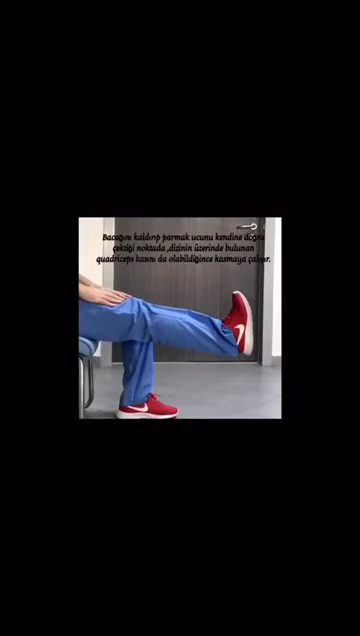 Bacağını kaldırıp parmak ucunu kendine doğru
çektiği noktada ,dizinin üzerinde bulunan
quadriceps kasını da olabildiğince kasmaya çalışır.